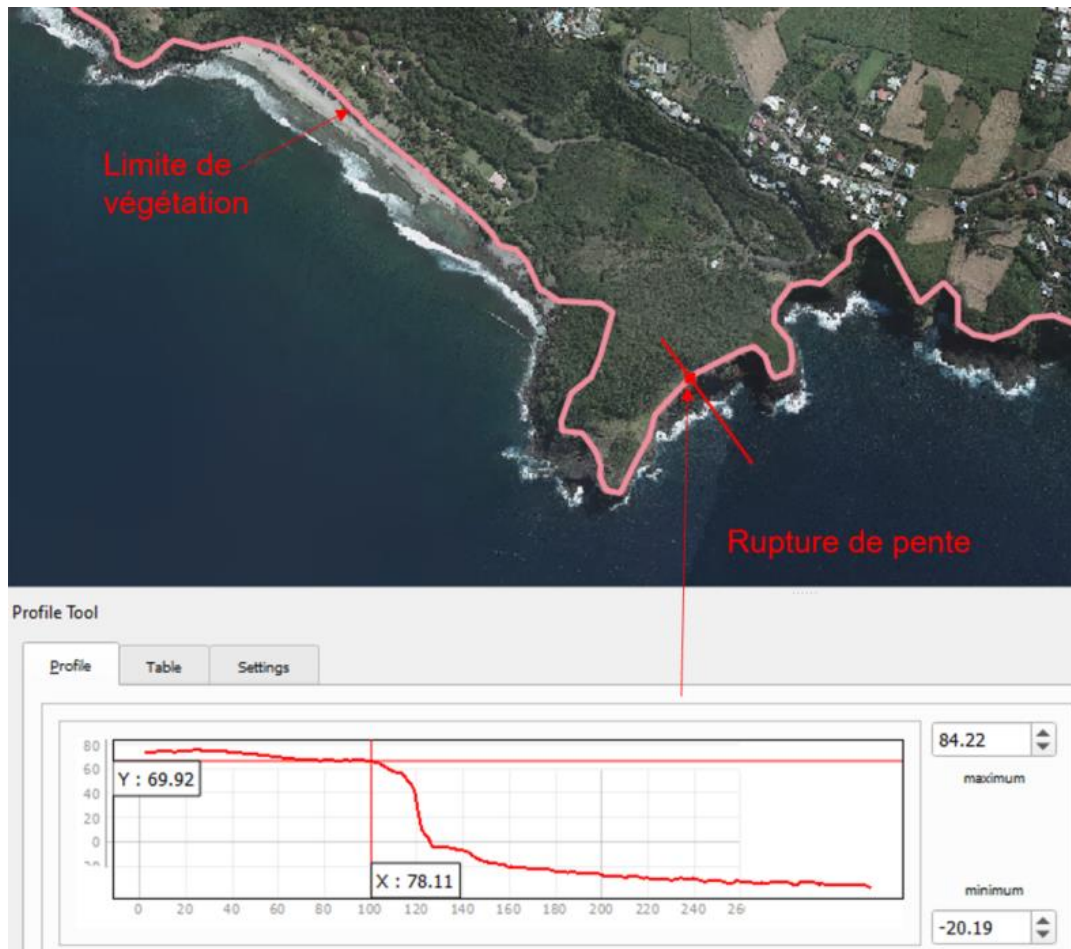 Limite de
végétation
Rupture de pente
Profile Tool
Profile Table Settings
80
60
Y : 69.92
40
20
0
X : 78.11
0 20 40 60 80 100 120 140 160 180 200 220 240
84.22
maximum
minimum
-20.19